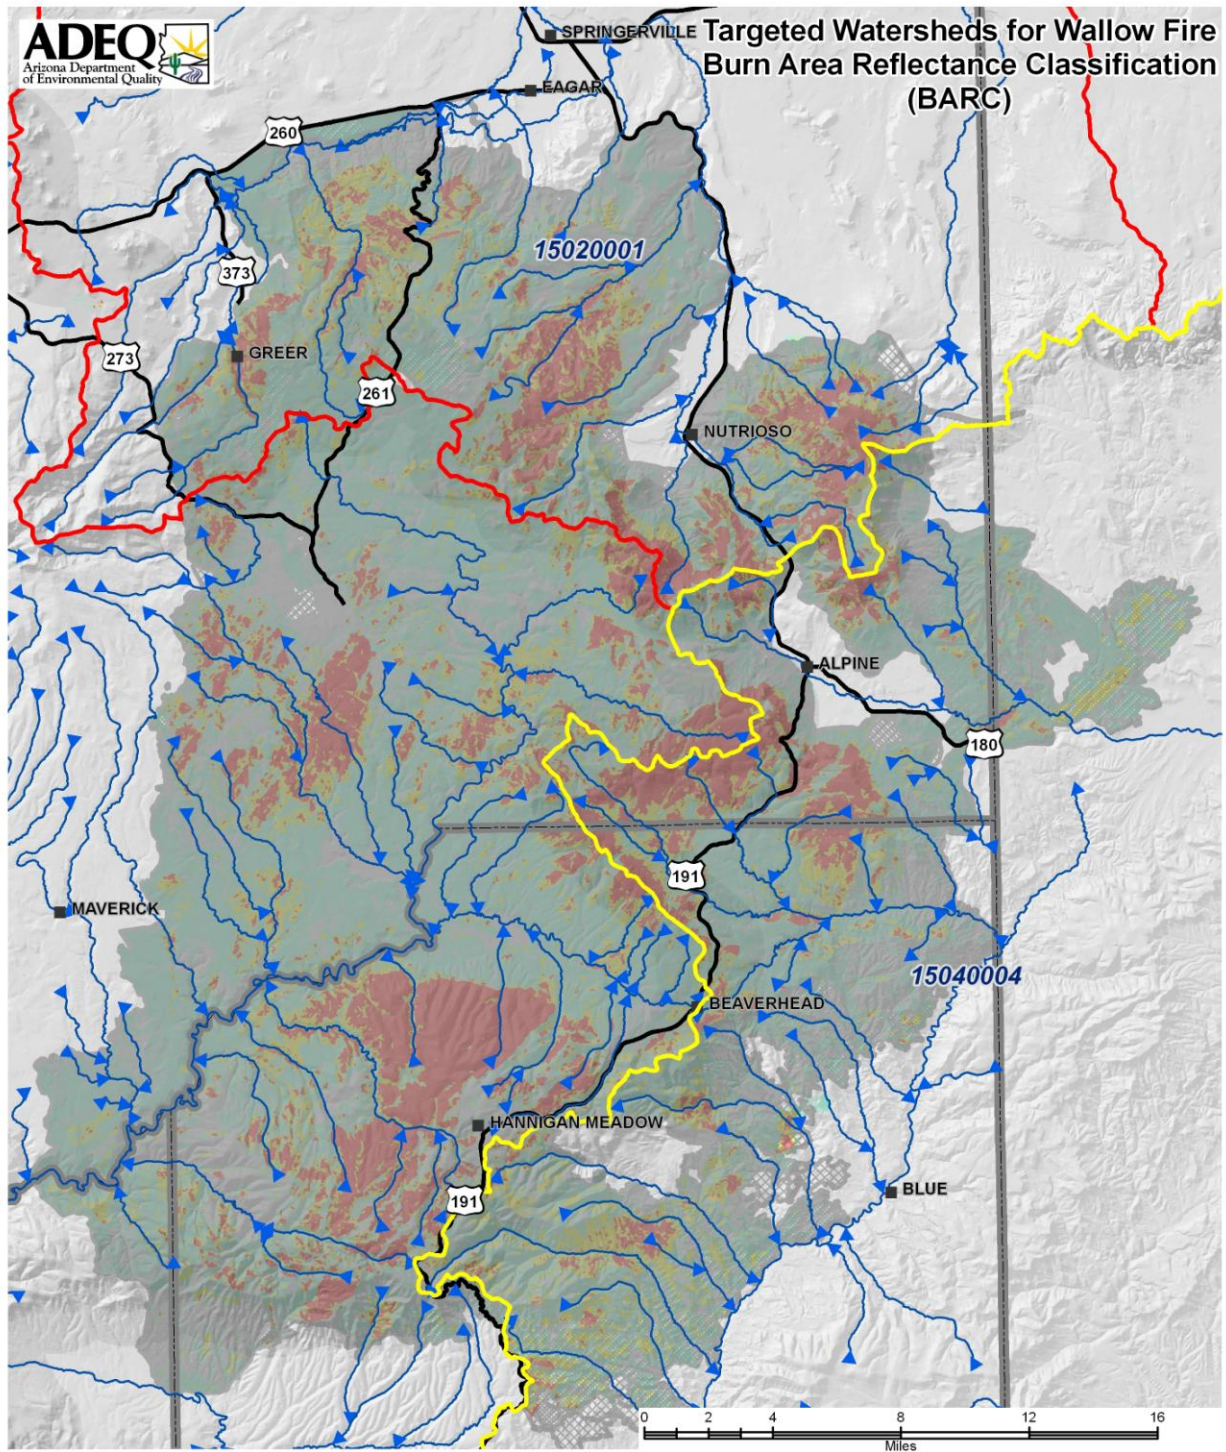 ADEQ
Arizona Department
of Environmental Quality
Targeted Watersheds for Wallow Fire
Burn Area Reflectance Classification
(BARC)
SPRINGERVILLE
EAGAR
260
15020001
373
GREER
273
261
NUTRIOSO
ALPINE
180
191
MAVERICK
15040004
BEAVERHEAD
HANNIGAN MEADOW
BLUE
191
0 2 4 8 12 16
Miles